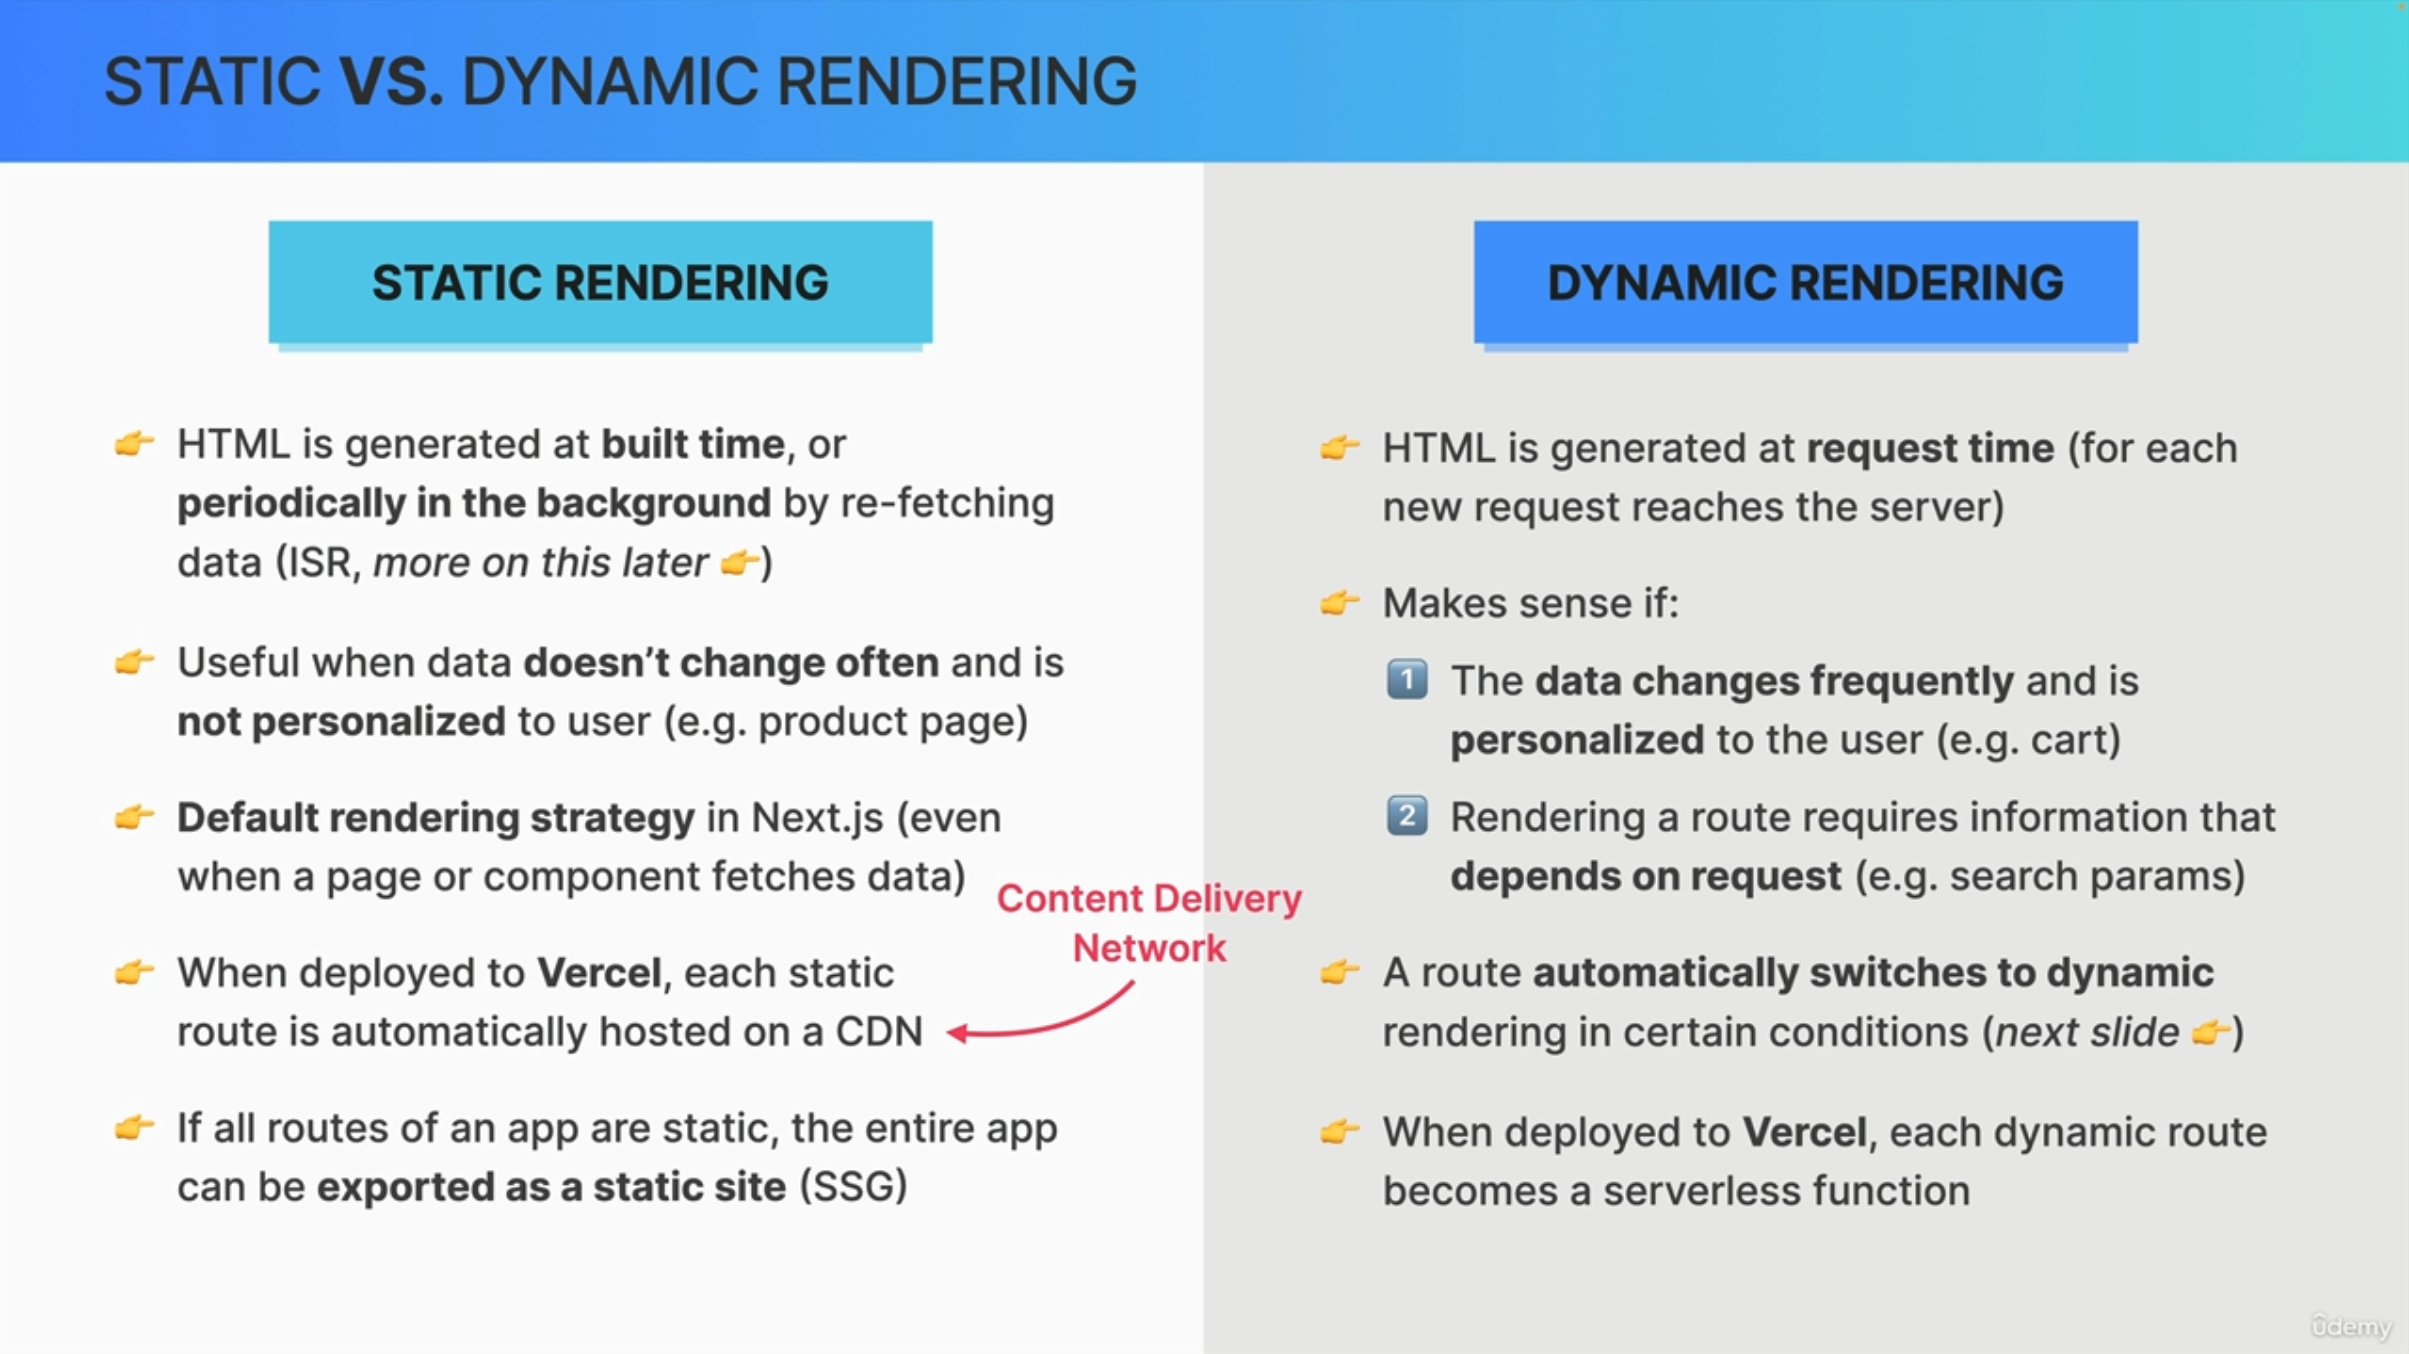 STATIC VS. DYNAMIC RENDERING
STATIC RENDERING
👉 HTML is generated at built time, or
periodically in the background by re-fetching
data (ISR, more on this later 👉)
👉 Useful when data doesn’t change often and is
not personalized to user (e.g. product page)
👉 Default rendering strategy in Next.js (even
when a page or component fetches data)
👉 When deployed to Vercel, each static
route is automatically hosted on a CDN
Content Delivery
Network
👉 If all routes of an app are static, the entire app
can be exported as a static site (SSG)
DYNAMIC RENDERING
👉 HTML is generated at request time (for each
new request reaches the server)
👉 Makes sense if:
1️⃣ The data changes frequently and is
personalized to the user (e.g. cart)
2️⃣ Rendering a route requires information that
depends on request (e.g. search params)
👉 A route automatically switches to dynamic
rendering in certain conditions (next slide 👉)
👉 When deployed to Vercel, each dynamic route
becomes a serverless function
ûdemy